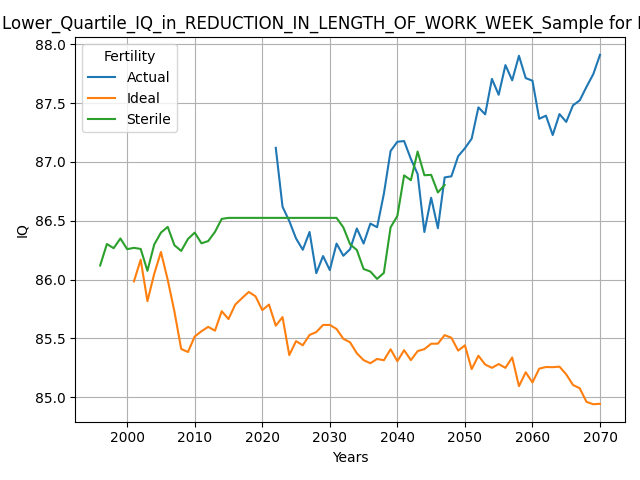 Lower_Quartile_IQ_in_REDUCTION_IN_LENGTH_OF_WORK_WEEK_Sample for
Fertility
Actual
Ideal
Sterile
88.0
87.5
87.0
86.5
86.0
85.5
85.0
IQ
2000 2010 2020 2030 2040 2050 2060 2070
Years